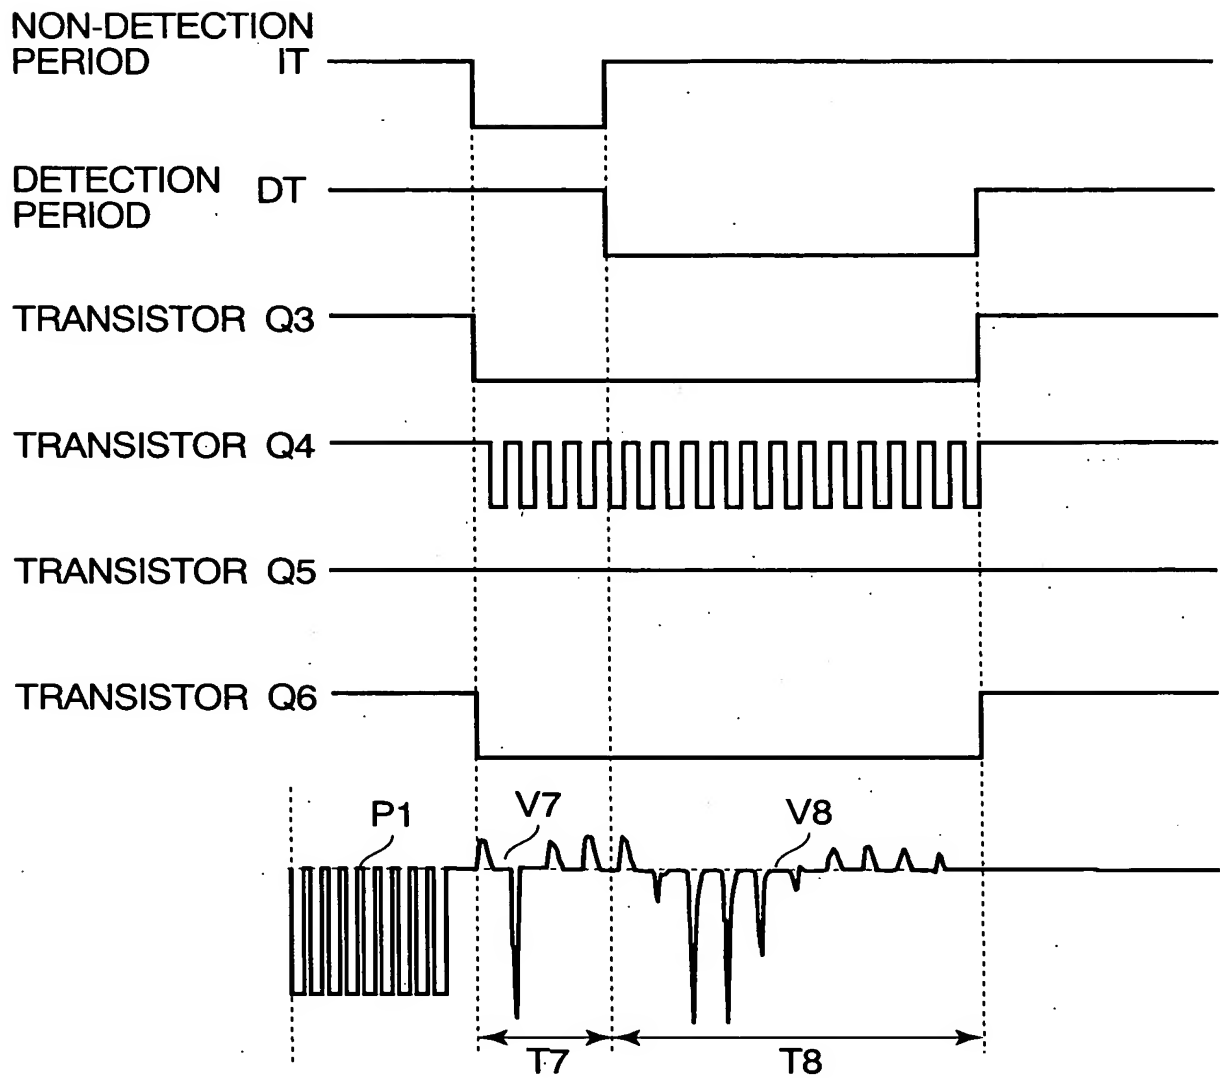 NON-DETECTION
PERIOD IT
DETECTION
PERIOD DT
TRANSISTOR Q3
TRANSISTOR Q4
TRANSISTOR Q5
TRANSISTOR Q6
P1
V7
V8
T7
T8